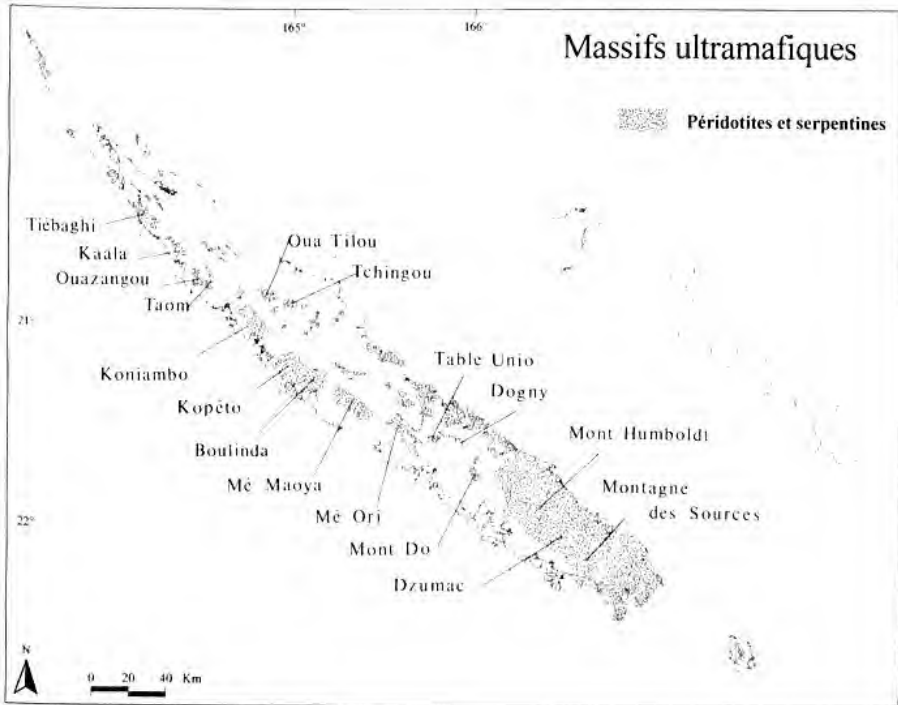 165° 166
Massifs ultramafiques
Péridotites et serpentines
Tiébaghi
Kaala
Ouazangou
Taom
Oua Tilou
Tchingou
21°
Koniambo
Kopéto
Boulinda
Mé Maoya
Table Unio
Dogny
Mont Humboldt
Montagne
des Sources
22°
Mé Ori
Mont Do
Dzumac
N
0 20 40 Km